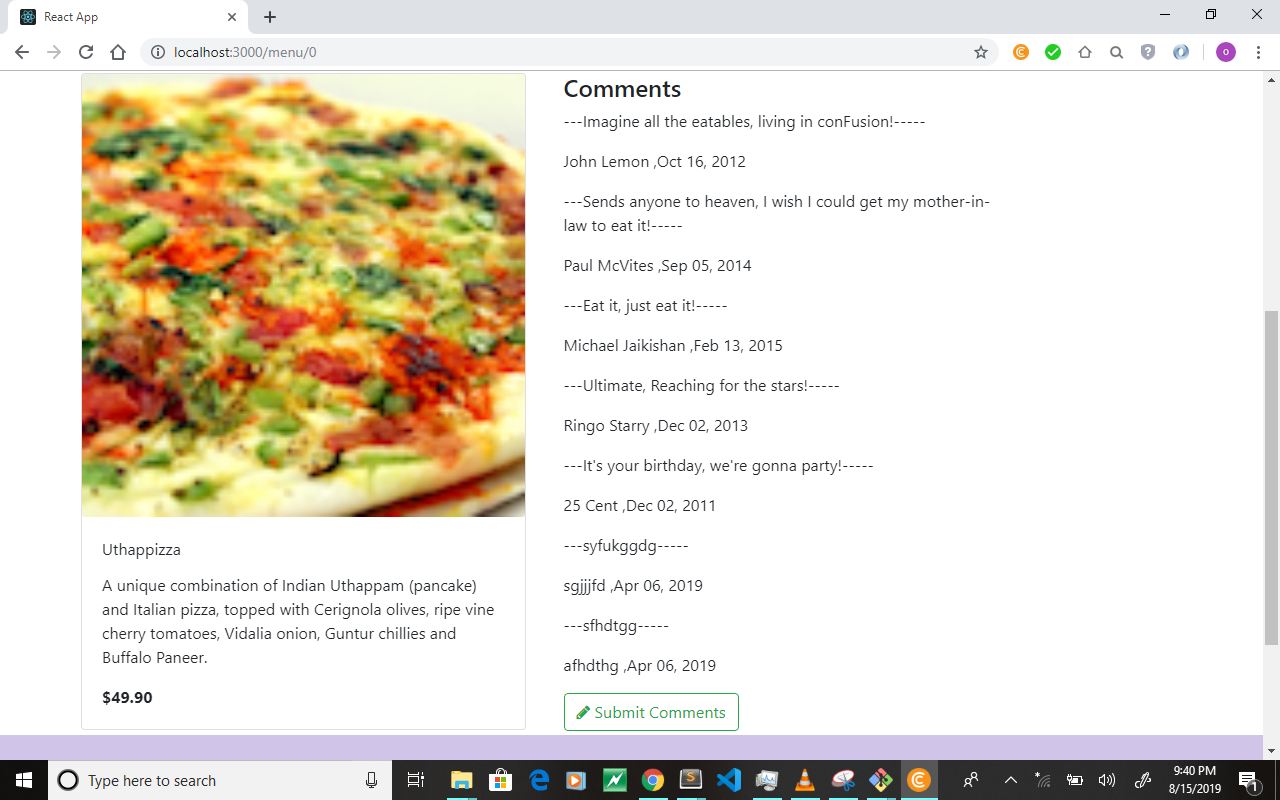 React App
localhost:3000/menu/0
o
Comments
---Imagine all the eatables, living in conFusion!-----
John Lemon ,Oct 16, 2012
---Sends anyone to heaven, I wish I could get my mother-in-
law to eat it!-----
Paul McVites ,Sep 05, 2014
---Eat it, just eat it!-----
Michael Jaikishan ,Feb 13, 2015
---Ultimate, Reaching for the stars!-----
Ringo Starry ,Dec 02, 2013
---It's your birthday, we're gonna party!-----
25 Cent ,Dec 02, 2011
---syfukggdg-----
sgjjjfd ,Apr 06, 2019
---sfhdtgg-----
afhdthg ,Apr 06, 2019
Submit Comments
Uthappizza
A unique combination of Indian Uthappam (pancake)
and Italian pizza, topped with Cerignola olives, ripe vine
cherry tomatoes, Vidalia onion, Guntur chillies and
Buffalo Paneer.
$49.90
Type here to search
9:40 PM
8/15/2019
1